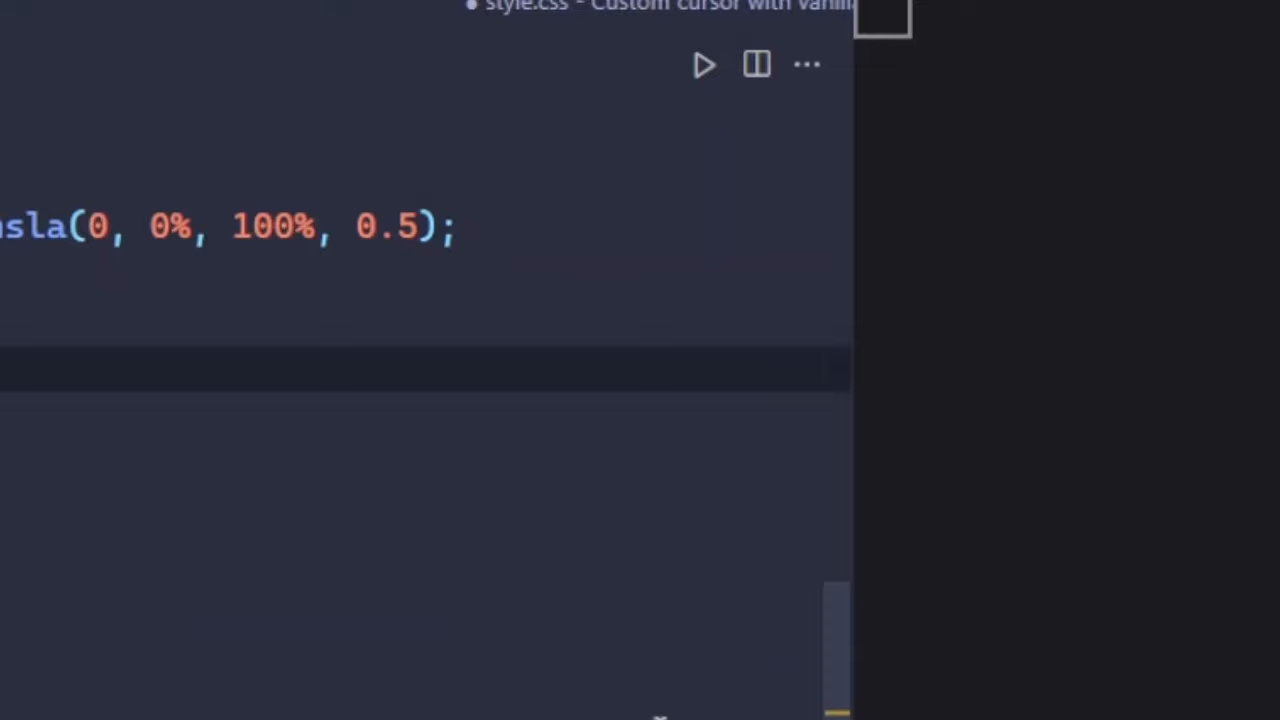 ● style.css - Custom cursor with
sla(0, 0%, 100%, 0.5);